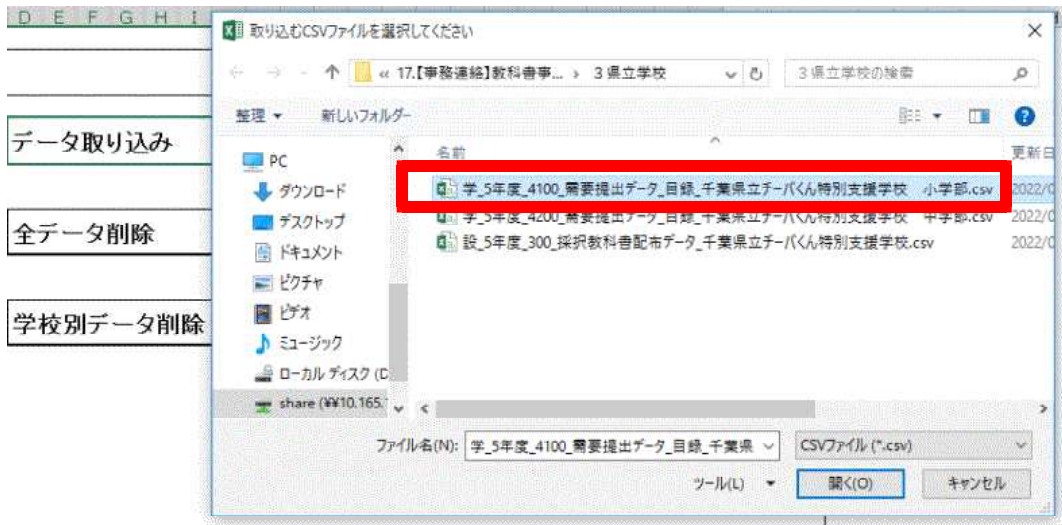 D E F G H I
データ取り込み
全データ削除
学校別データ削除
取り込むCSVファイルを選択してください
« 17.【事務連絡】教科書事... › 3 県立学校
3 県立学校の検索
整理 新しいフォルダー
名前 更新日
学_5年度_4100_需要提出データ_目録_千葉県立チーバくん特別支援学校 小学部.csv 2022/0
学_5年度_4200_需要提出データ_目録_千葉県立チーバくん特別支援学校 中学部.csv 2022/0
設_5年度_300_採択教科書配布データ_千葉県立チーバくん特別支援学校.csv 2022/0
PC
ダウンロード
デスクトップ
ドキュメント
ピクチャ
ビデオ
ミュージック
ローカル ディスク (C
share (¥¥10.165.
ファイル名(N): 学_5年度_4100_需要提出データ_目録_千葉県 CSVファイル (*.csv)
ツール(L) 開く(O) キャンセル